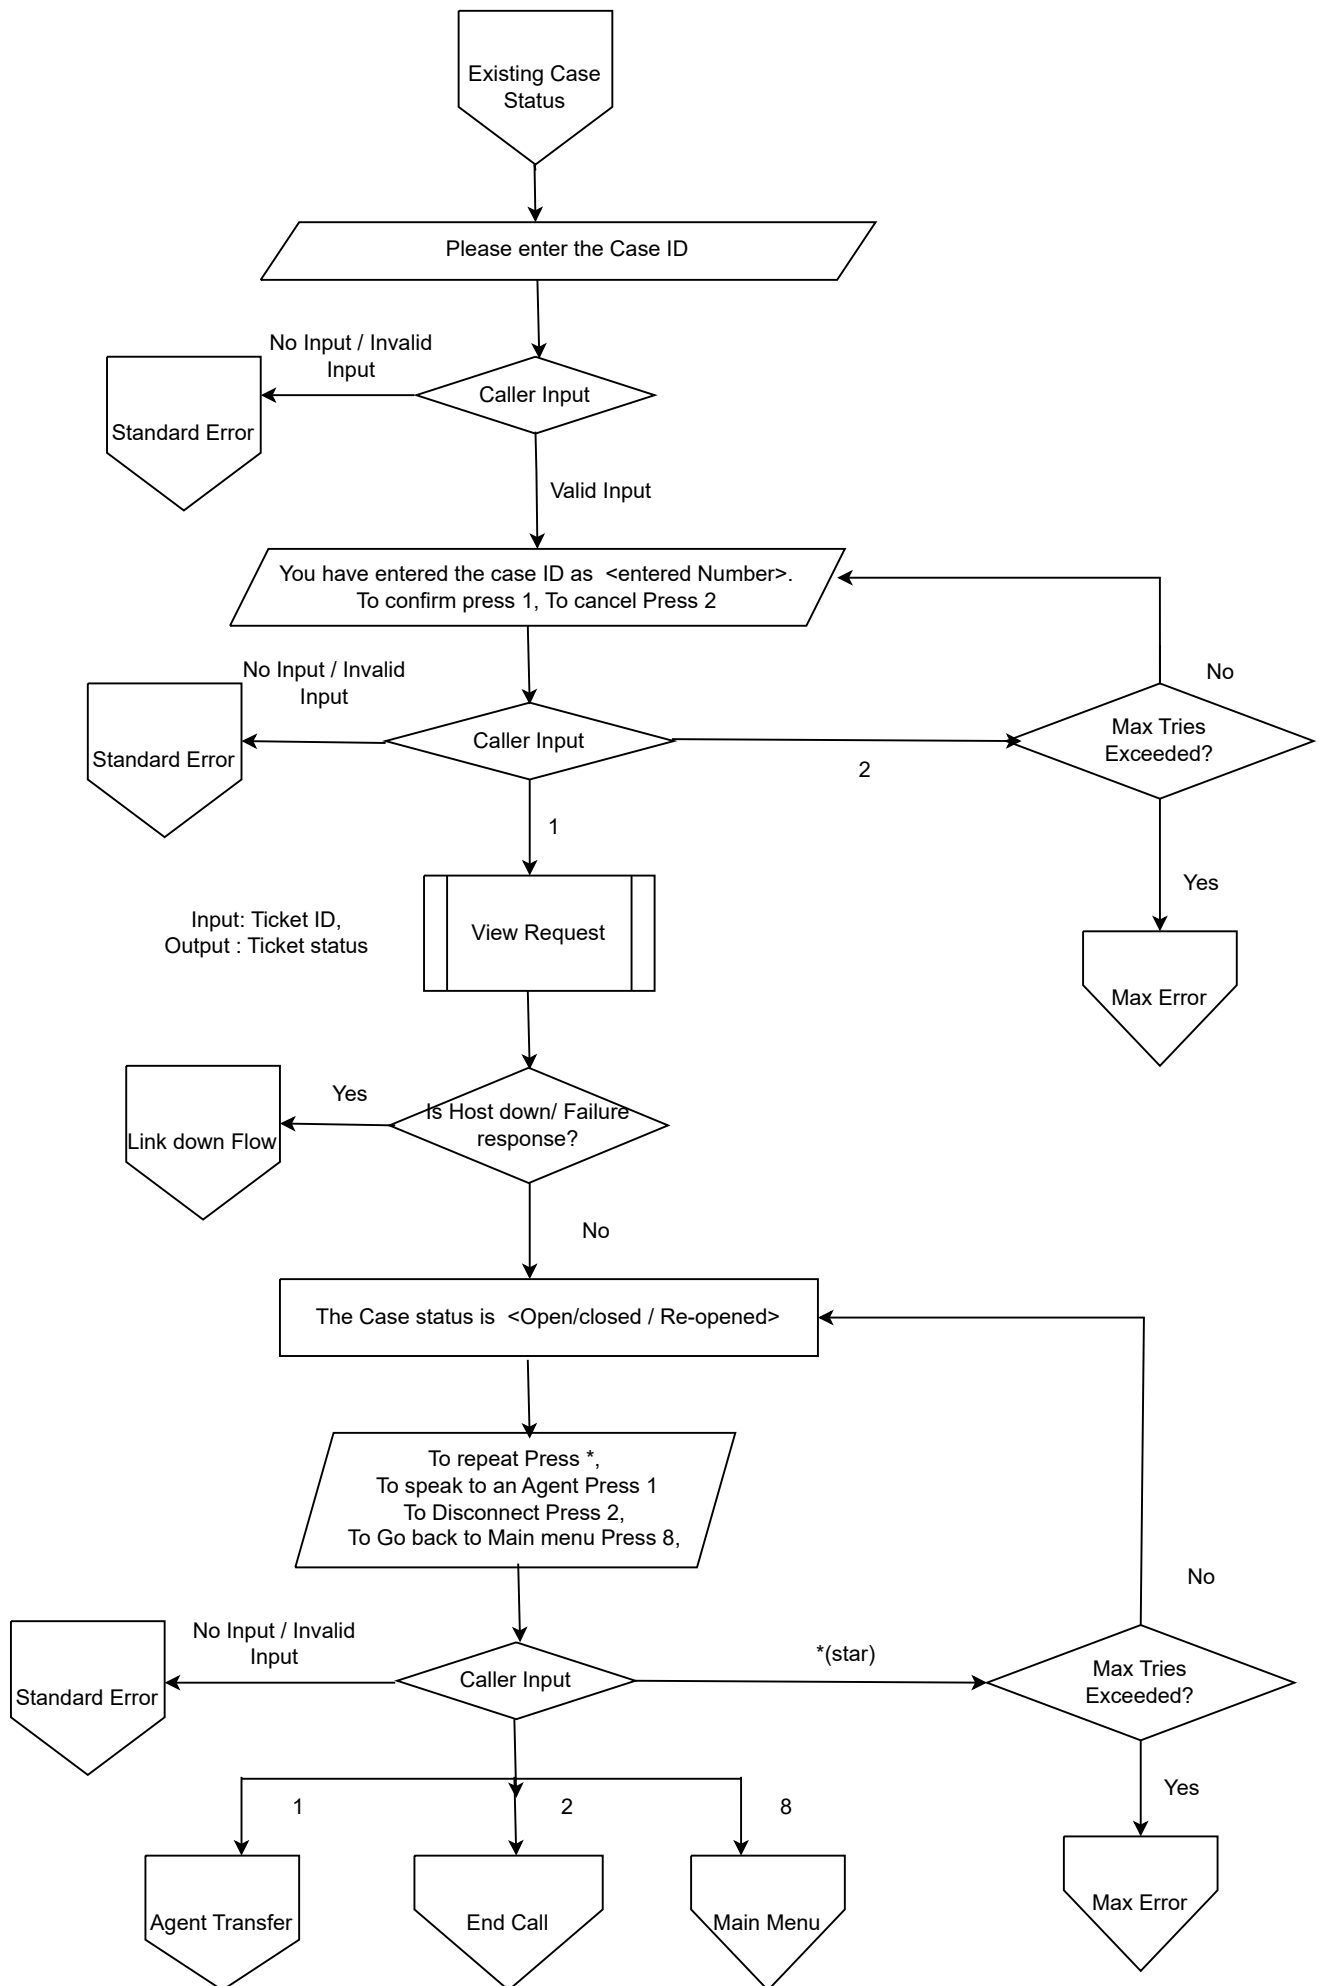 Existing Case
Status
Please enter the Case ID
No Input / Invalid
Input
Caller Input
Standard Error
Valid Input
You have entered the case ID as  <entered Number>.
To confirm press 1, To cancel Press 2
No Input / Invalid
Input
No
Caller Input
Max Tries
Exceeded?
Standard Error
2
1
Yes
Input: Ticket ID,
Output : Ticket status
View Request
Max Error
Yes
Is Host down/ Failure
response?
Link down Flow
No
The Case status is  <Open/closed / Re-opened>
To repeat Press *,
To speak to an Agent Press 1
To Disconnect Press 2,
To Go back to Main menu Press 8,
No
No Input / Invalid
Input
*(star)
Caller Input
Max Tries
Exceeded?
Standard Error
Yes
1
2
8
Max Error
Agent Transfer
End Call
Main Menu